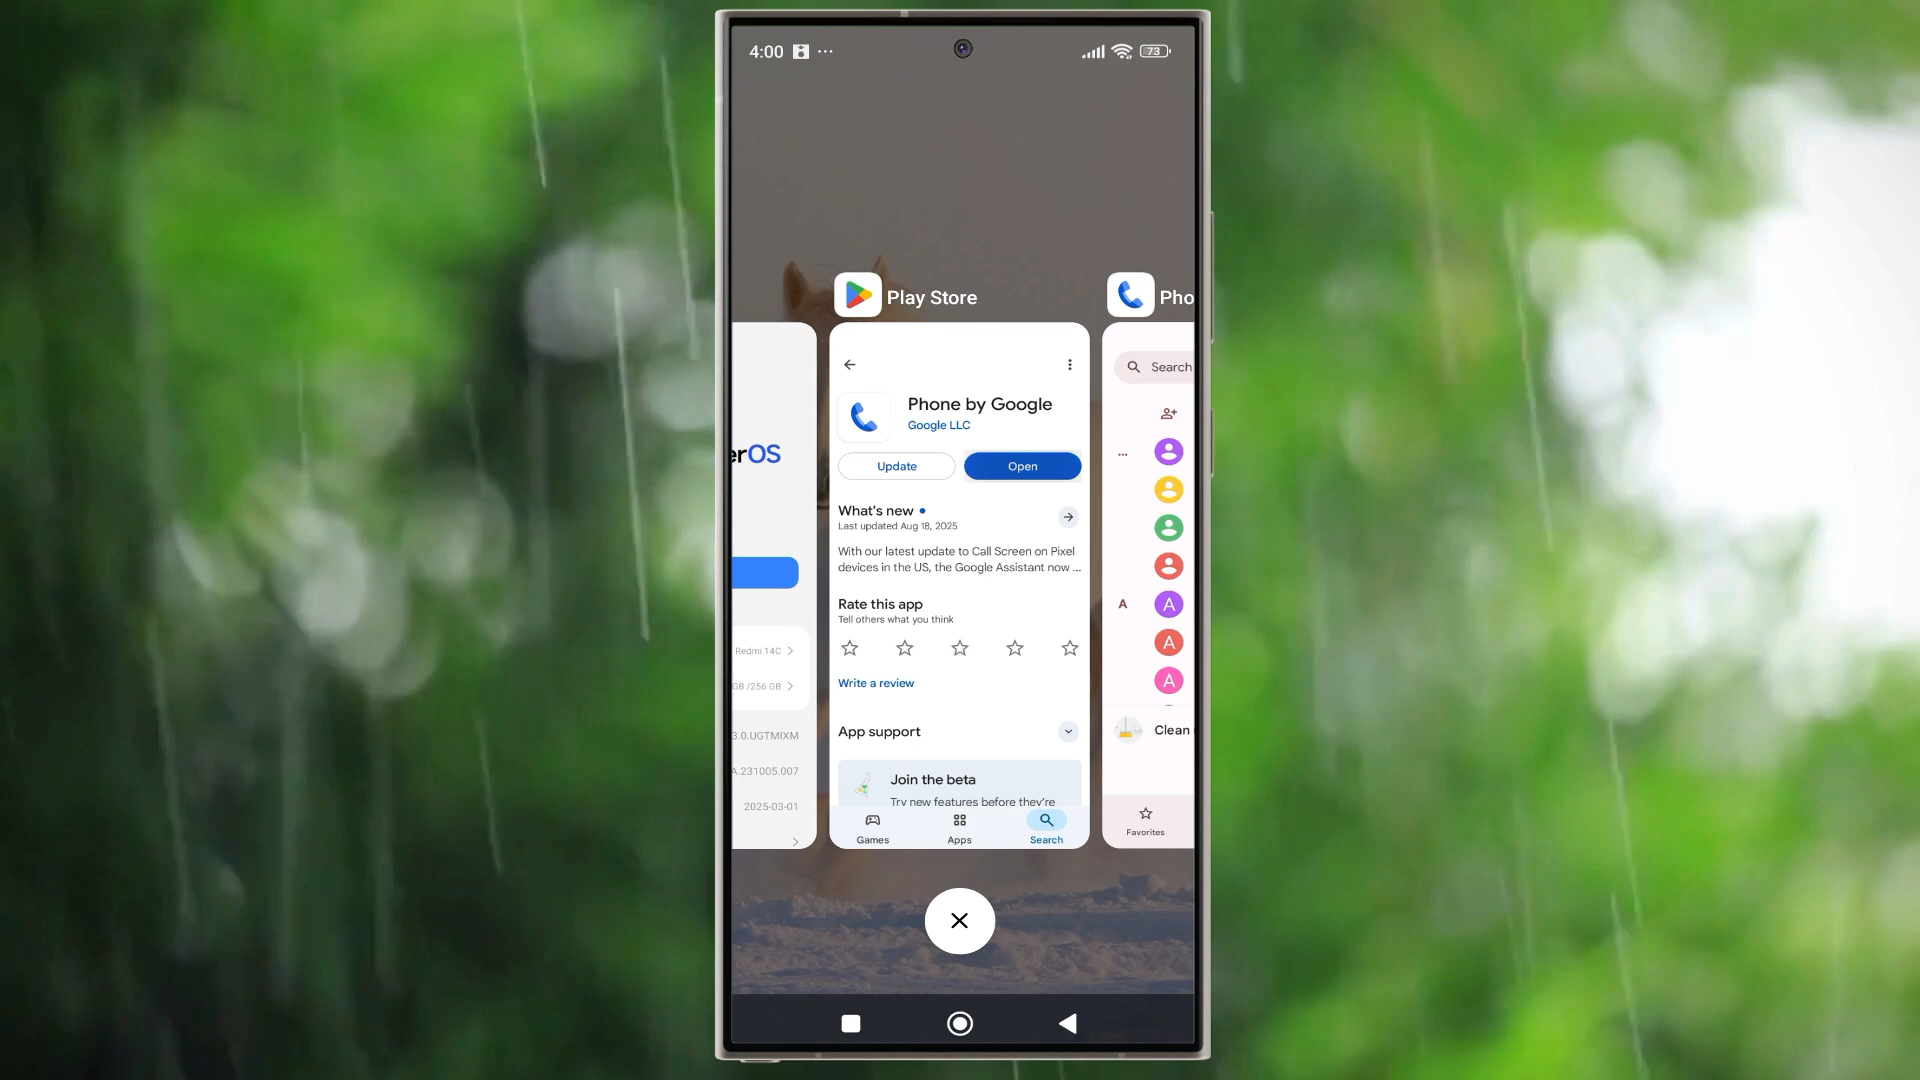 4:00
73
Play Store
Pho
erOS
Redmi 14C
GB /256 GB
3.0.UGTMIXM
A.231005.007
2025-03-01
Phone by Google
Google LLC
Update
Open
What's new
Last updated Aug 18, 2025
With our latest update to Call Screen on Pixel
devices in the US, the Google Assistant now ...
Rate this app
Tell others what you think
Write a review
App support
Join the beta
Try new features before they're
Games
Apps
Search
Search
...
A
A
A
A
Clean
Favorites